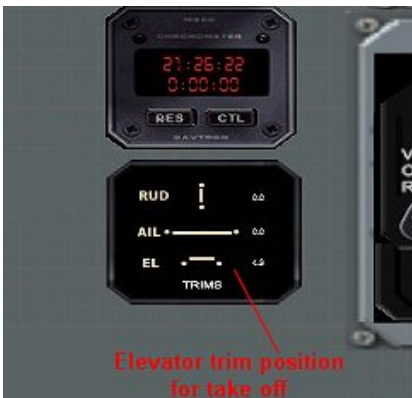 CHRONOMETER
21:26:22
0:00:00
RES CTL
DAVTRON
RUD 0.0
AIL 0.0
EL
TRIMS
Elevator trim position
for take off
V
O
R